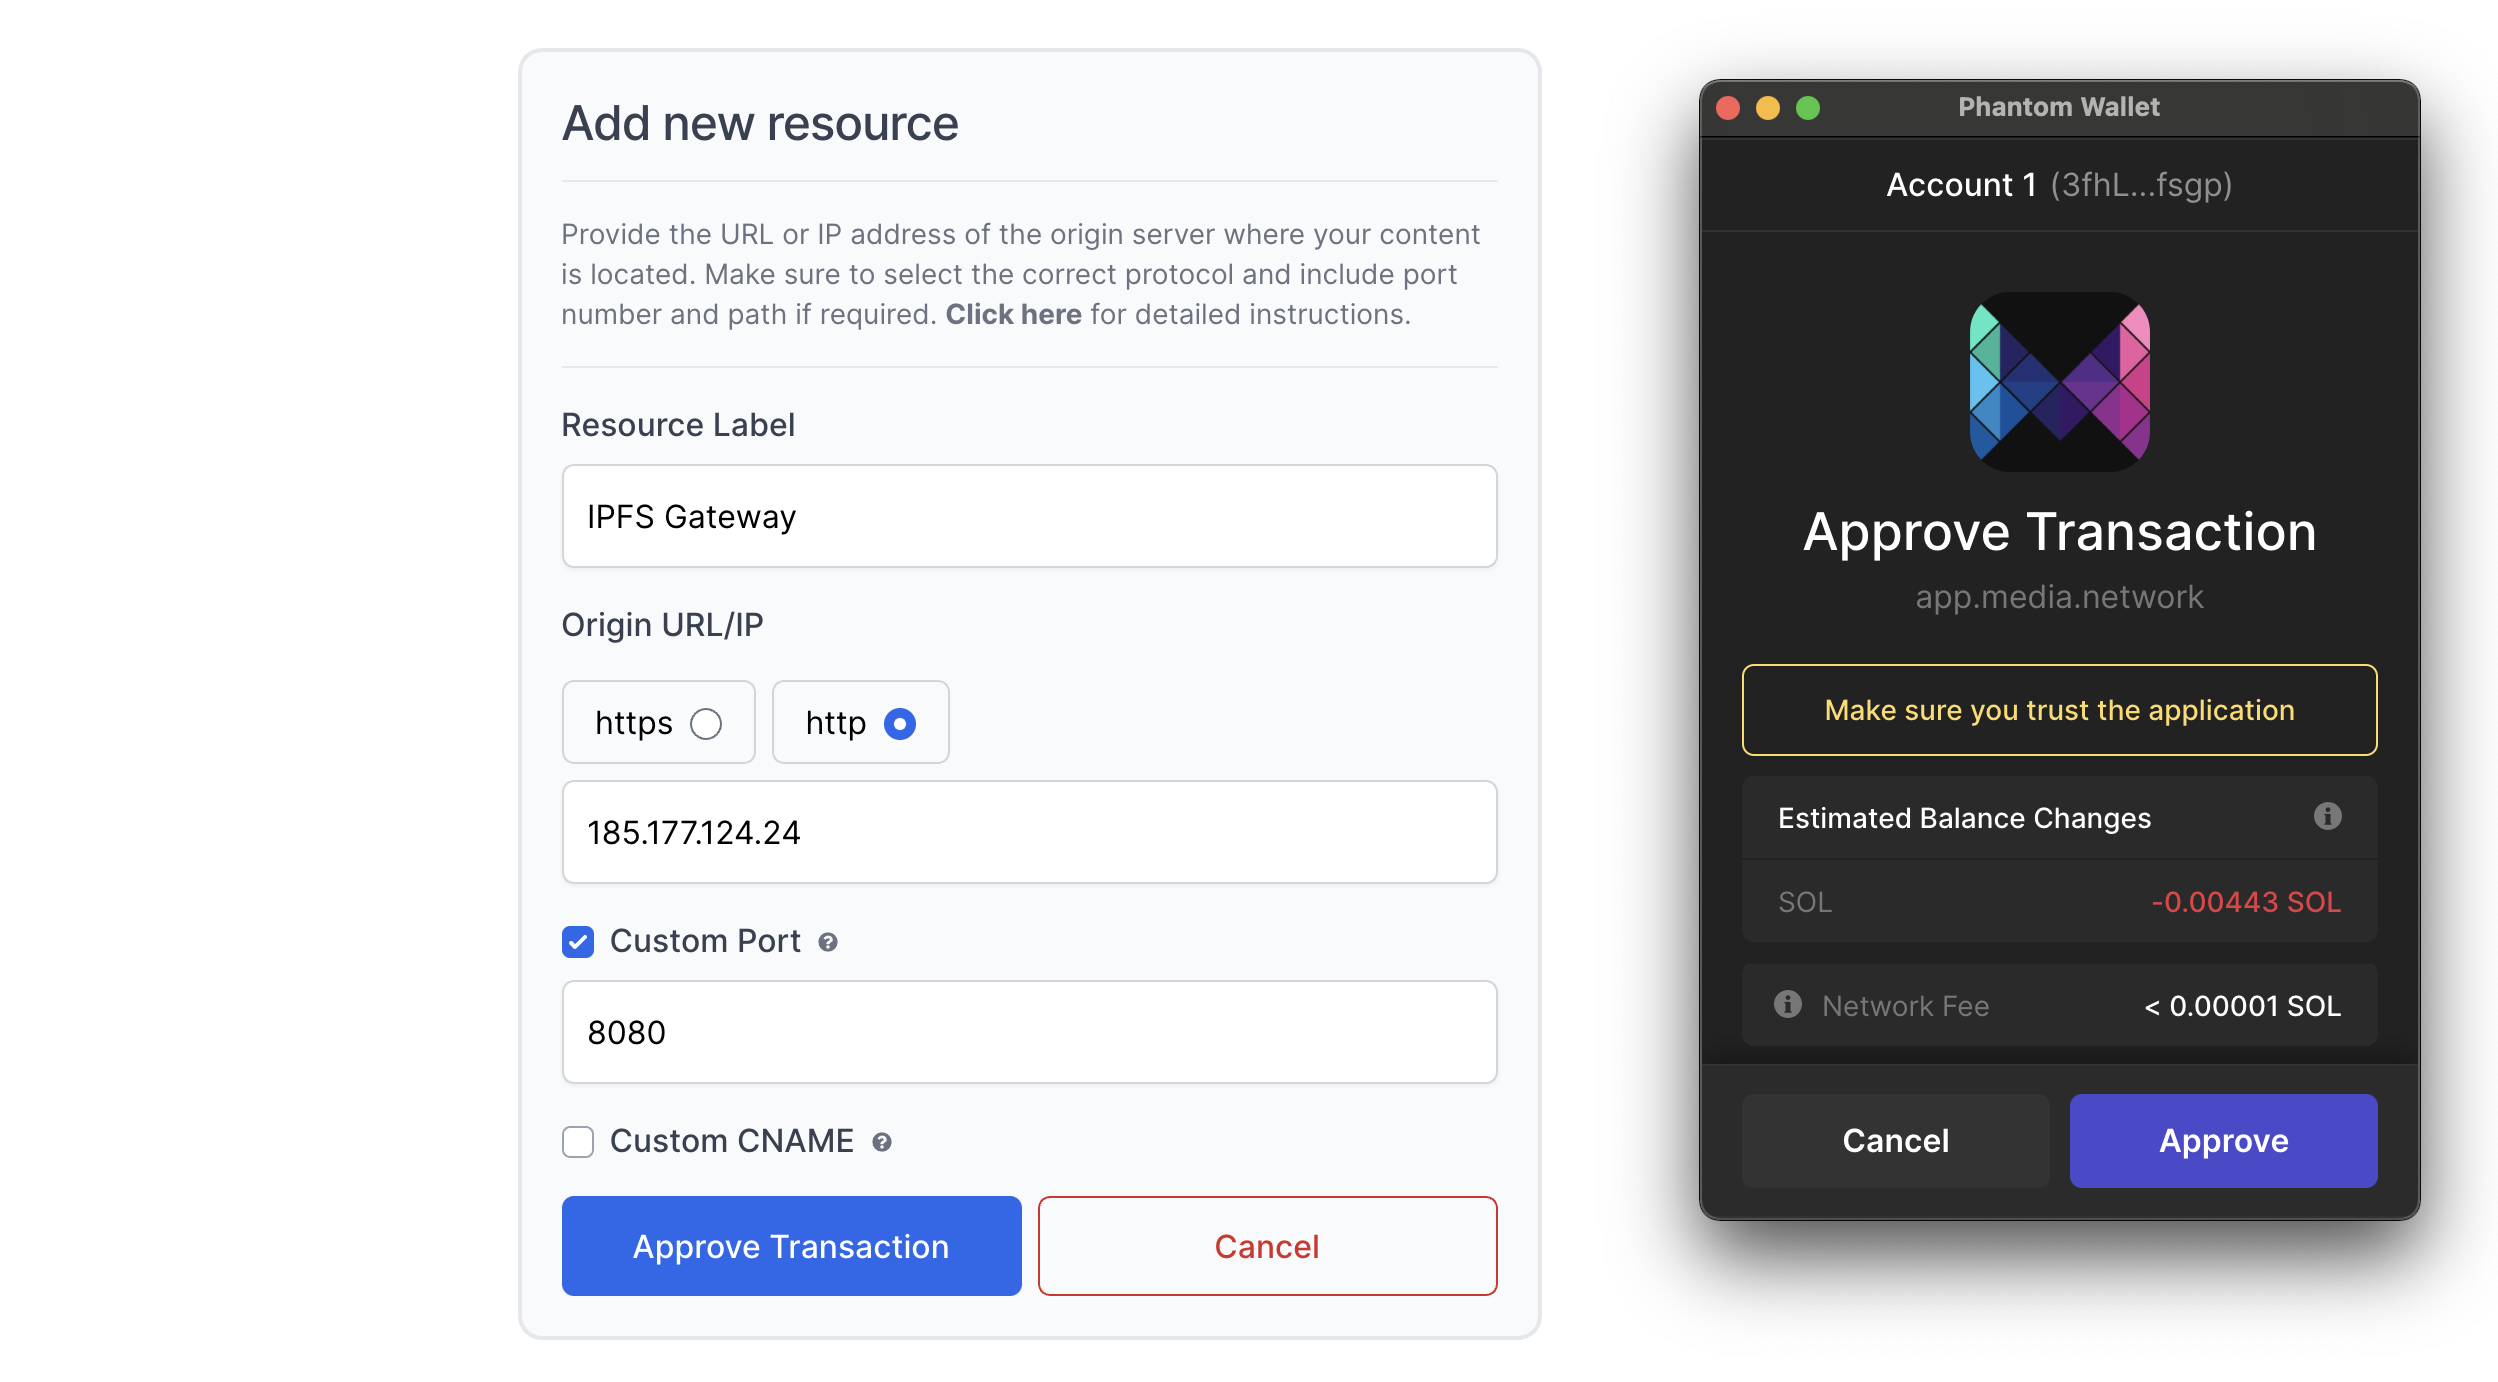 Add new resource
Provide the URL or IP address of the origin server where your content
is located. Make sure to select the correct protocol and include port
number and path if required. Click here for detailed instructions.
Resource Label
IPFS Gateway
Origin URL/IP
https
http
185.177.124.24
Custom Port
8080
Custom CNAME
Approve Transaction
Cancel
Phantom Wallet
Account 1 (3fhL...fsgp)
Approve Transaction
app.media.network
Make sure you trust the application
Estimated Balance Changes
SOL -0.00443 SOL
Network Fee < 0.00001 SOL
Cancel
Approve